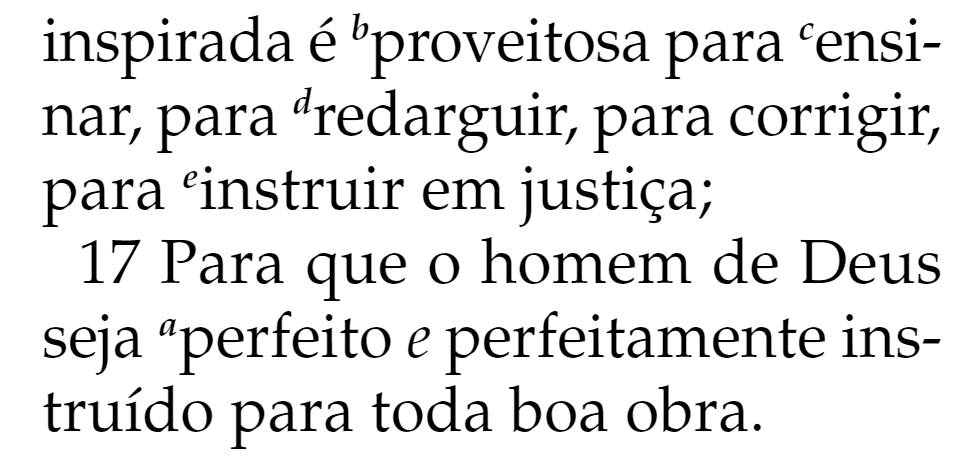 inspirada é ᵇproveitosa para ᶜensi-
nar, para ᵈredarguir, para corrigir,
para ᵉinstruir em justiça;
17 Para que o homem de Deus
seja ᵃperfeito e perfeitamente ins-
truído para toda boa obra.